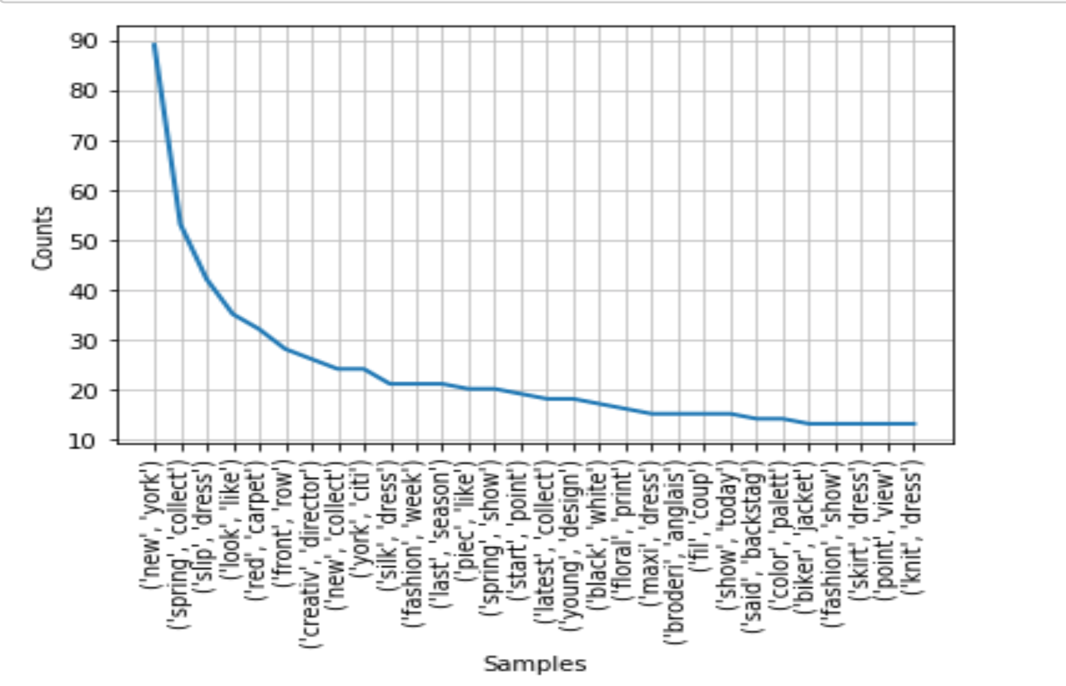 90
80
70
60
50
40
30
20
10
Counts
('new', 'york')
('spring', 'collect')
('slip', 'dress')
('look', 'like')
('red', 'carpet')
('front', 'row')
('creativ', 'director')
('new', 'collect')
('york', 'citi')
('silk', 'dress')
('fashion', 'week')
('last', 'season')
('piec', 'like')
('spring', 'show')
('start', 'point')
('latest', 'collect')
('young', 'design')
('black', 'white')
('floral', 'print')
('maxi', 'dress')
('broderi', 'anglais')
('fil', 'coup')
('show', 'today')
('said', 'backstag')
('color', 'palett')
('biker', 'jacket')
('fashion', 'show')
('skirt', 'dress')
('point', 'view')
('knit', 'dress')
Samples